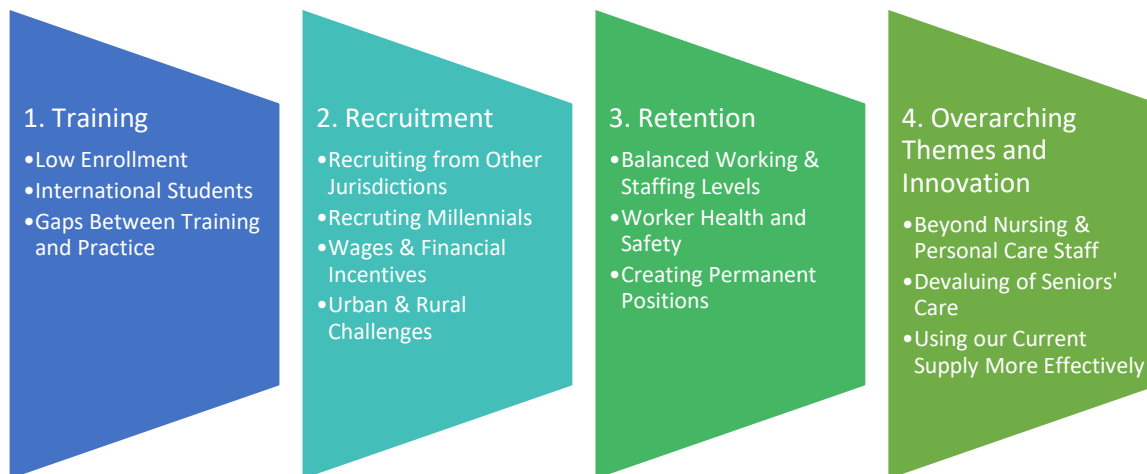 1. Training
•Low Enrollment
•International Students
•Gaps Between Training
and Practice
2. Recruitment
•Recruiting from Other
Jurisdictions
•Recruting Millennials
•Wages & Financial
Incentives
•Urban & Rural
Challenges
3. Retention
•Balanced Working &
Staffing Levels
•Worker Health and
Safety
•Creating Permanent
Positions
4. Overarching
Themes and
Innovation
•Beyond Nursing &
Personal Care Staff
•Devaluing of Seniors'
Care
•Using our Current
Supply More Effectively